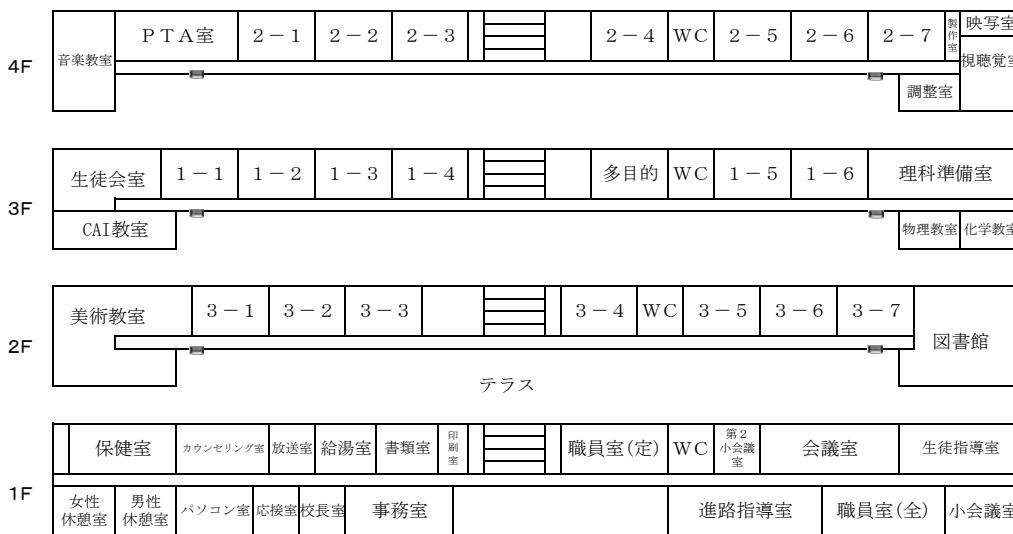 4F
音楽教室
ＰＴＡ室
２－１
２－２
２－３
２－４
WC
２－５
２－６
２－７
製作室
映写室
視聴覚室
調整室
3F
生徒会室
１－１
１－２
１－３
１－４
多目的
WC
１－５
１－６
理科準備室
CAI教室
物理教室
化学教室
2F
美術教室
３－１
３－２
３－３
３－４
WC
３－５
３－６
３－７
図書館
テラス
1F
保健室
カウンセリング室
放送室
給湯室
書類室
印刷室
職員室(定)
WC
第２
小会議
室
会議室
生徒指導室
女性
休憩室
男性
休憩室
パソコン室
応接室
校長室
事務室
進路指導室
職員室(全)
小会議室